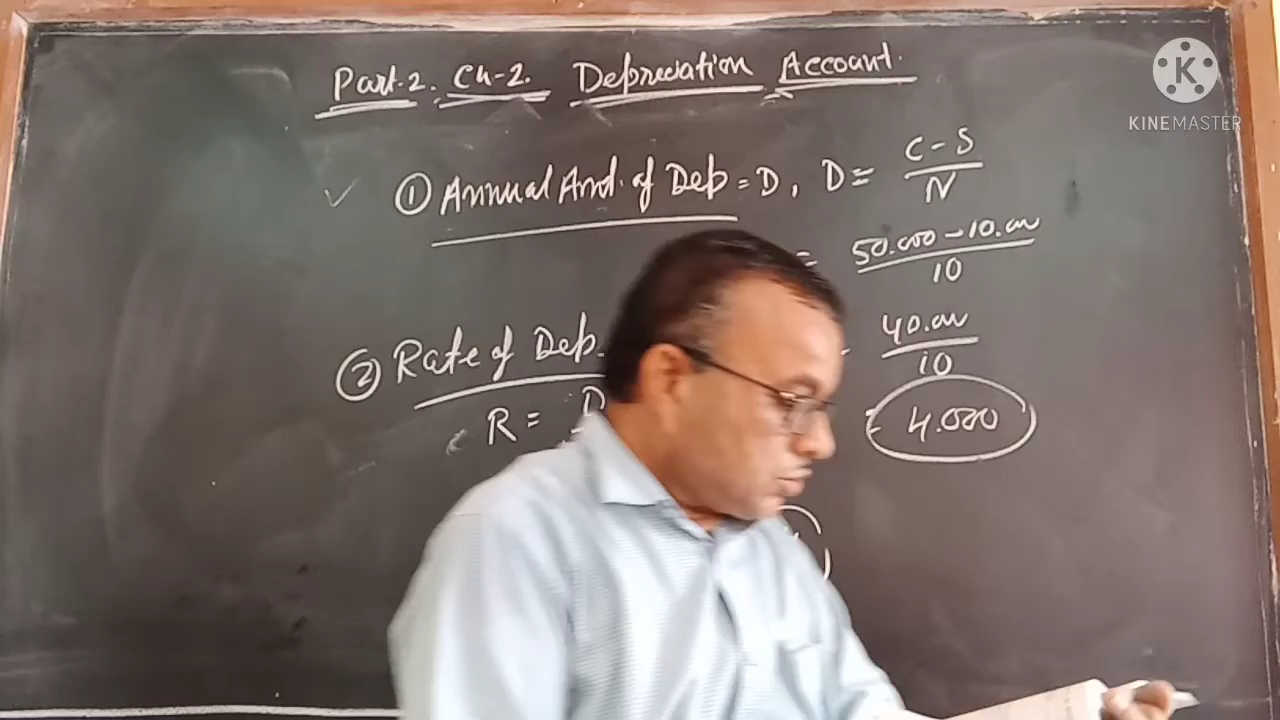 Part-2. Ch-2. Depreciation Account.
K
KINEMASTER
① Annual Amt. of Dep = D, D = C - S / N
= 50.000 - 10.000 / 10
40.000 / 10
② Rate of Dep.
R = D
= 4.000